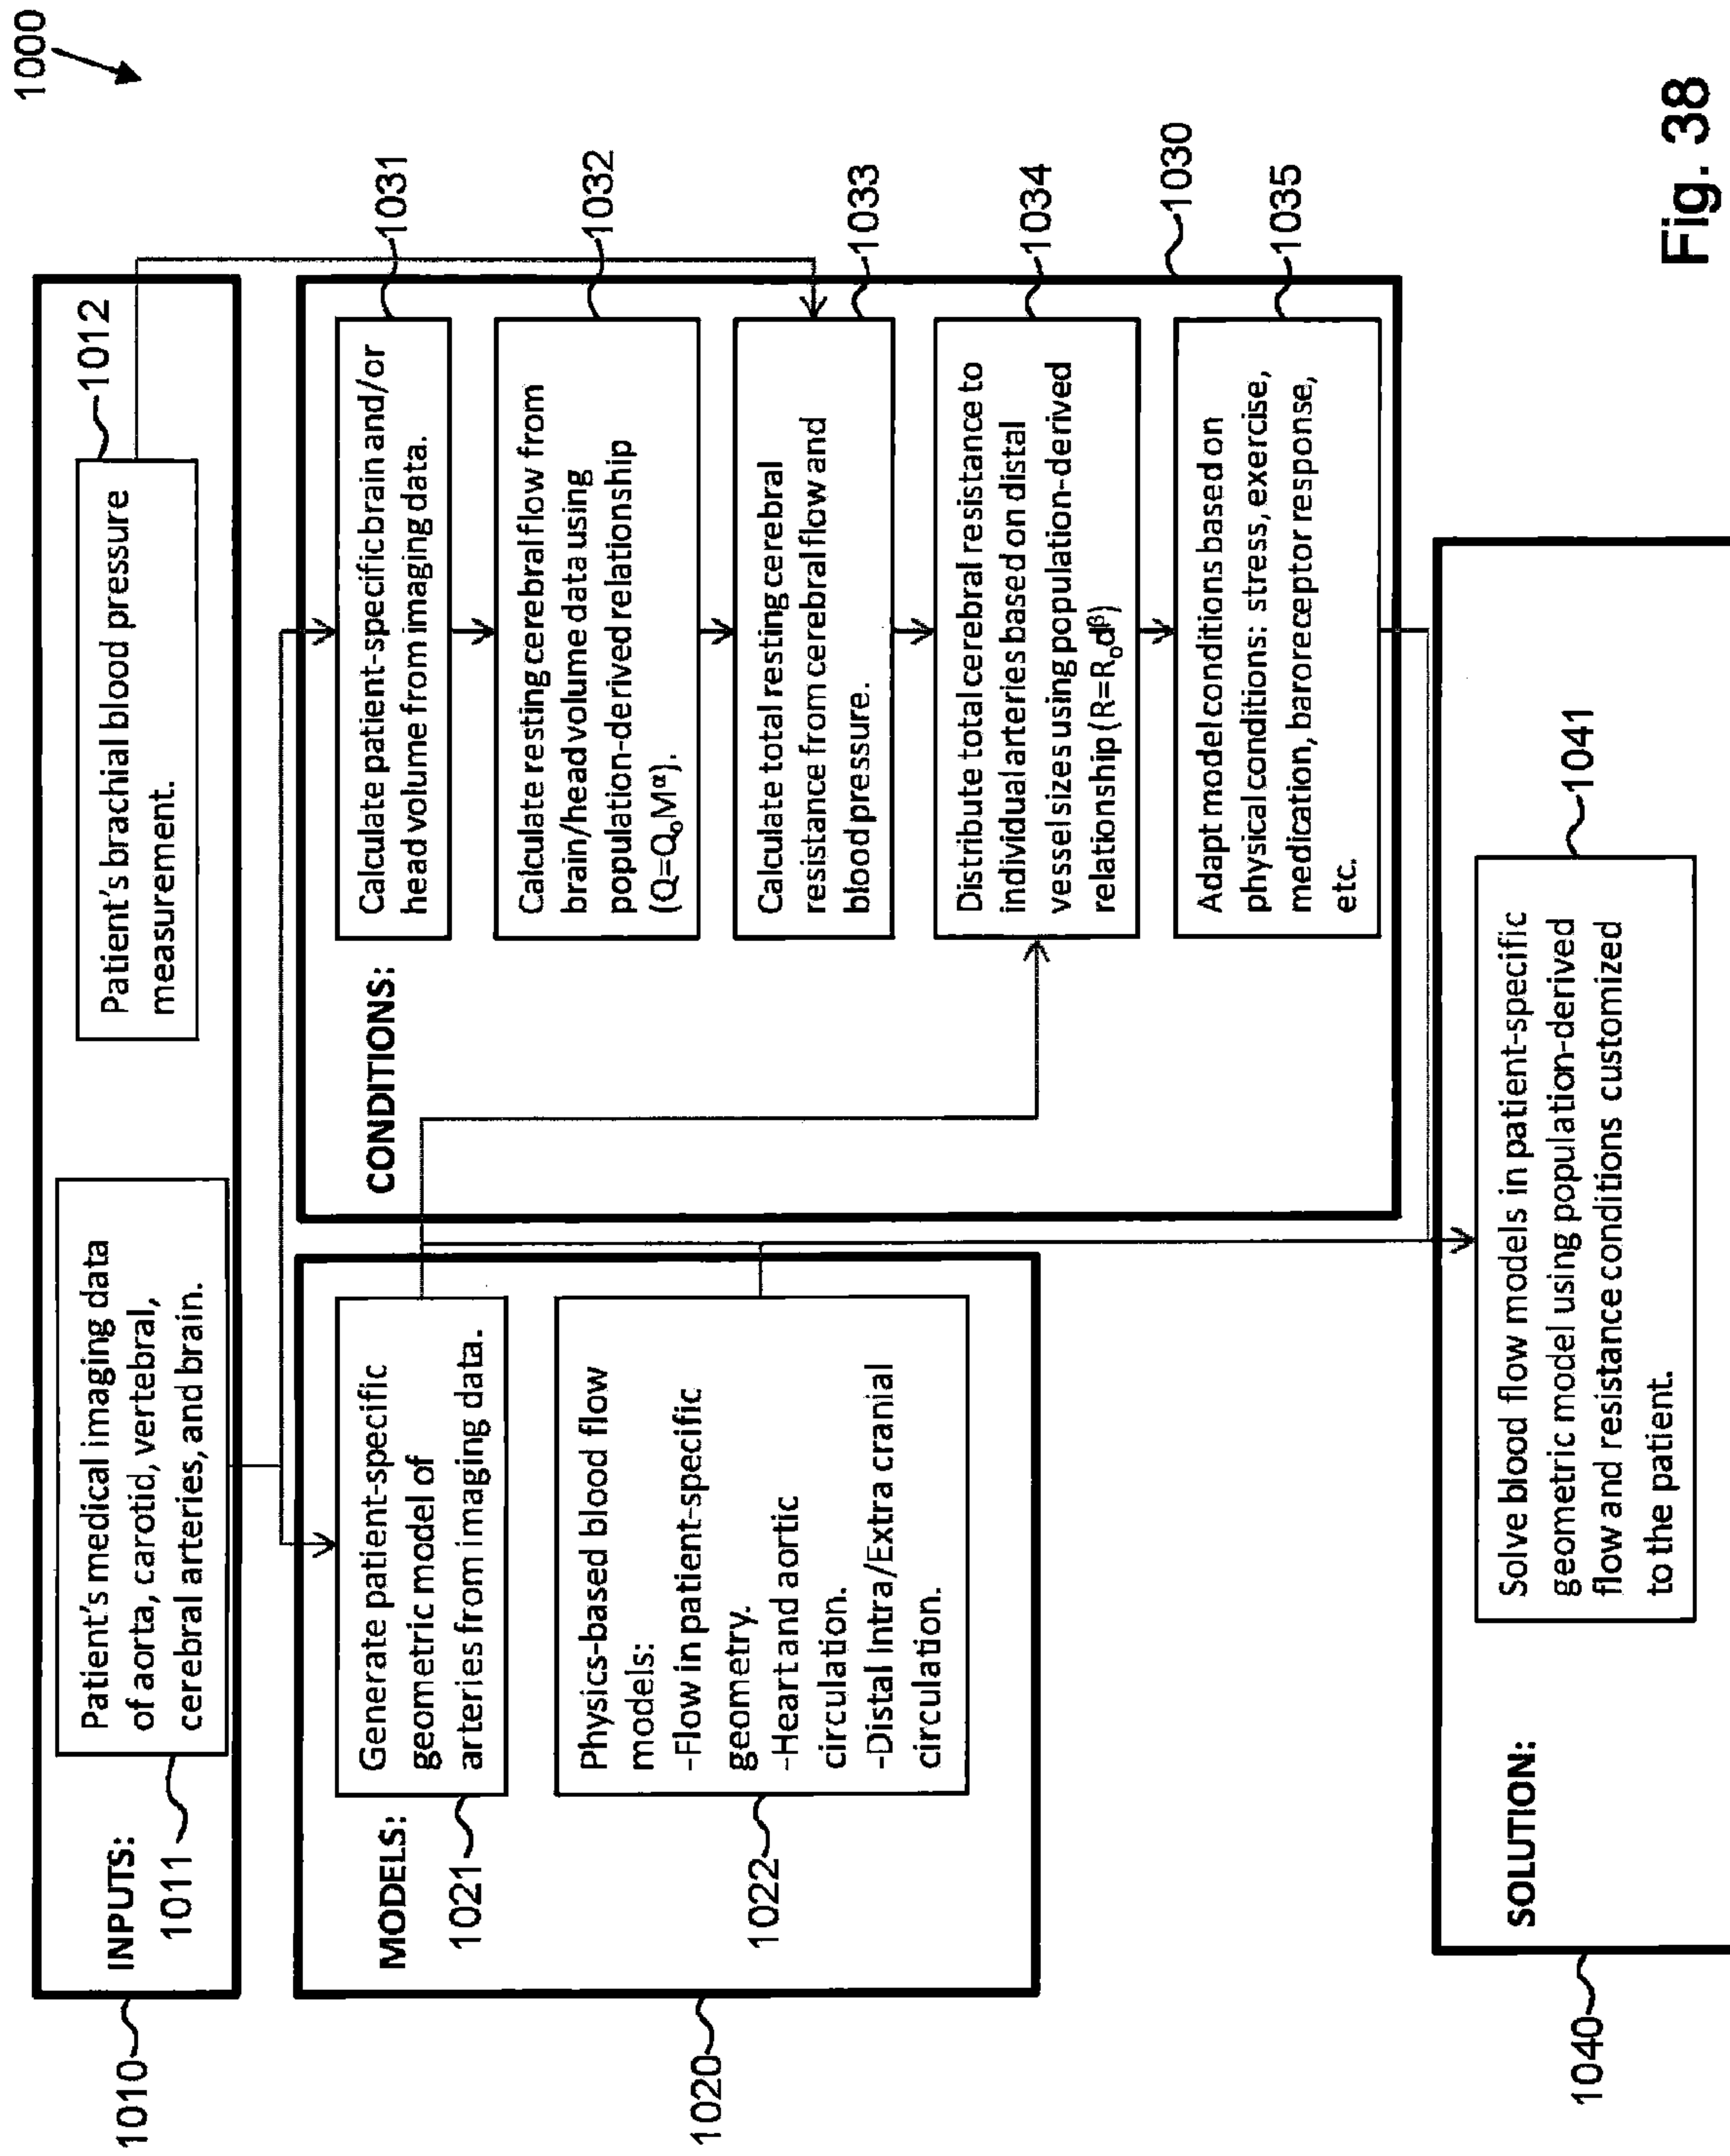 1000
INPUTS:
1010
1011
Patient's medical imaging data
of aorta, carotid, vertebral,
cerebral arteries, and brain.
Patient's brachial blood pressure
measurement.
1012
MODELS:
1020
1021
Generate patient-specific
geometric model of
arteries from imaging data.
1022
Physics-based blood flow
models:
-Flow in patient-specific
geometry.
-Heart and aortic
circulation.
-Distal Intra/Extra cranial
circulation.
CONDITIONS:
Calculate patient-specific brain and/or
head volume from imaging data.
1031
Calculate resting cerebral flow from
brain/head volume data using
population-derived relationship
(Q=Q₀Mᵅ).
1032
Calculate total resting cerebral
resistance from cerebral flow and
blood pressure.
1033
Distribute total cerebral resistance to
individual arteries based on distal
vessel sizes using population-derived
relationship (R=R₀dᵝ)
1034
1030
Adapt model conditions based on
physical conditions: stress, exercise,
medication, baroreceptor response,
etc.
1035
SOLUTION:
1040
Solve blood flow models in patient-specific
geometric model using population-derived
flow and resistance conditions customized
to the patient.
1041
Fig. 38